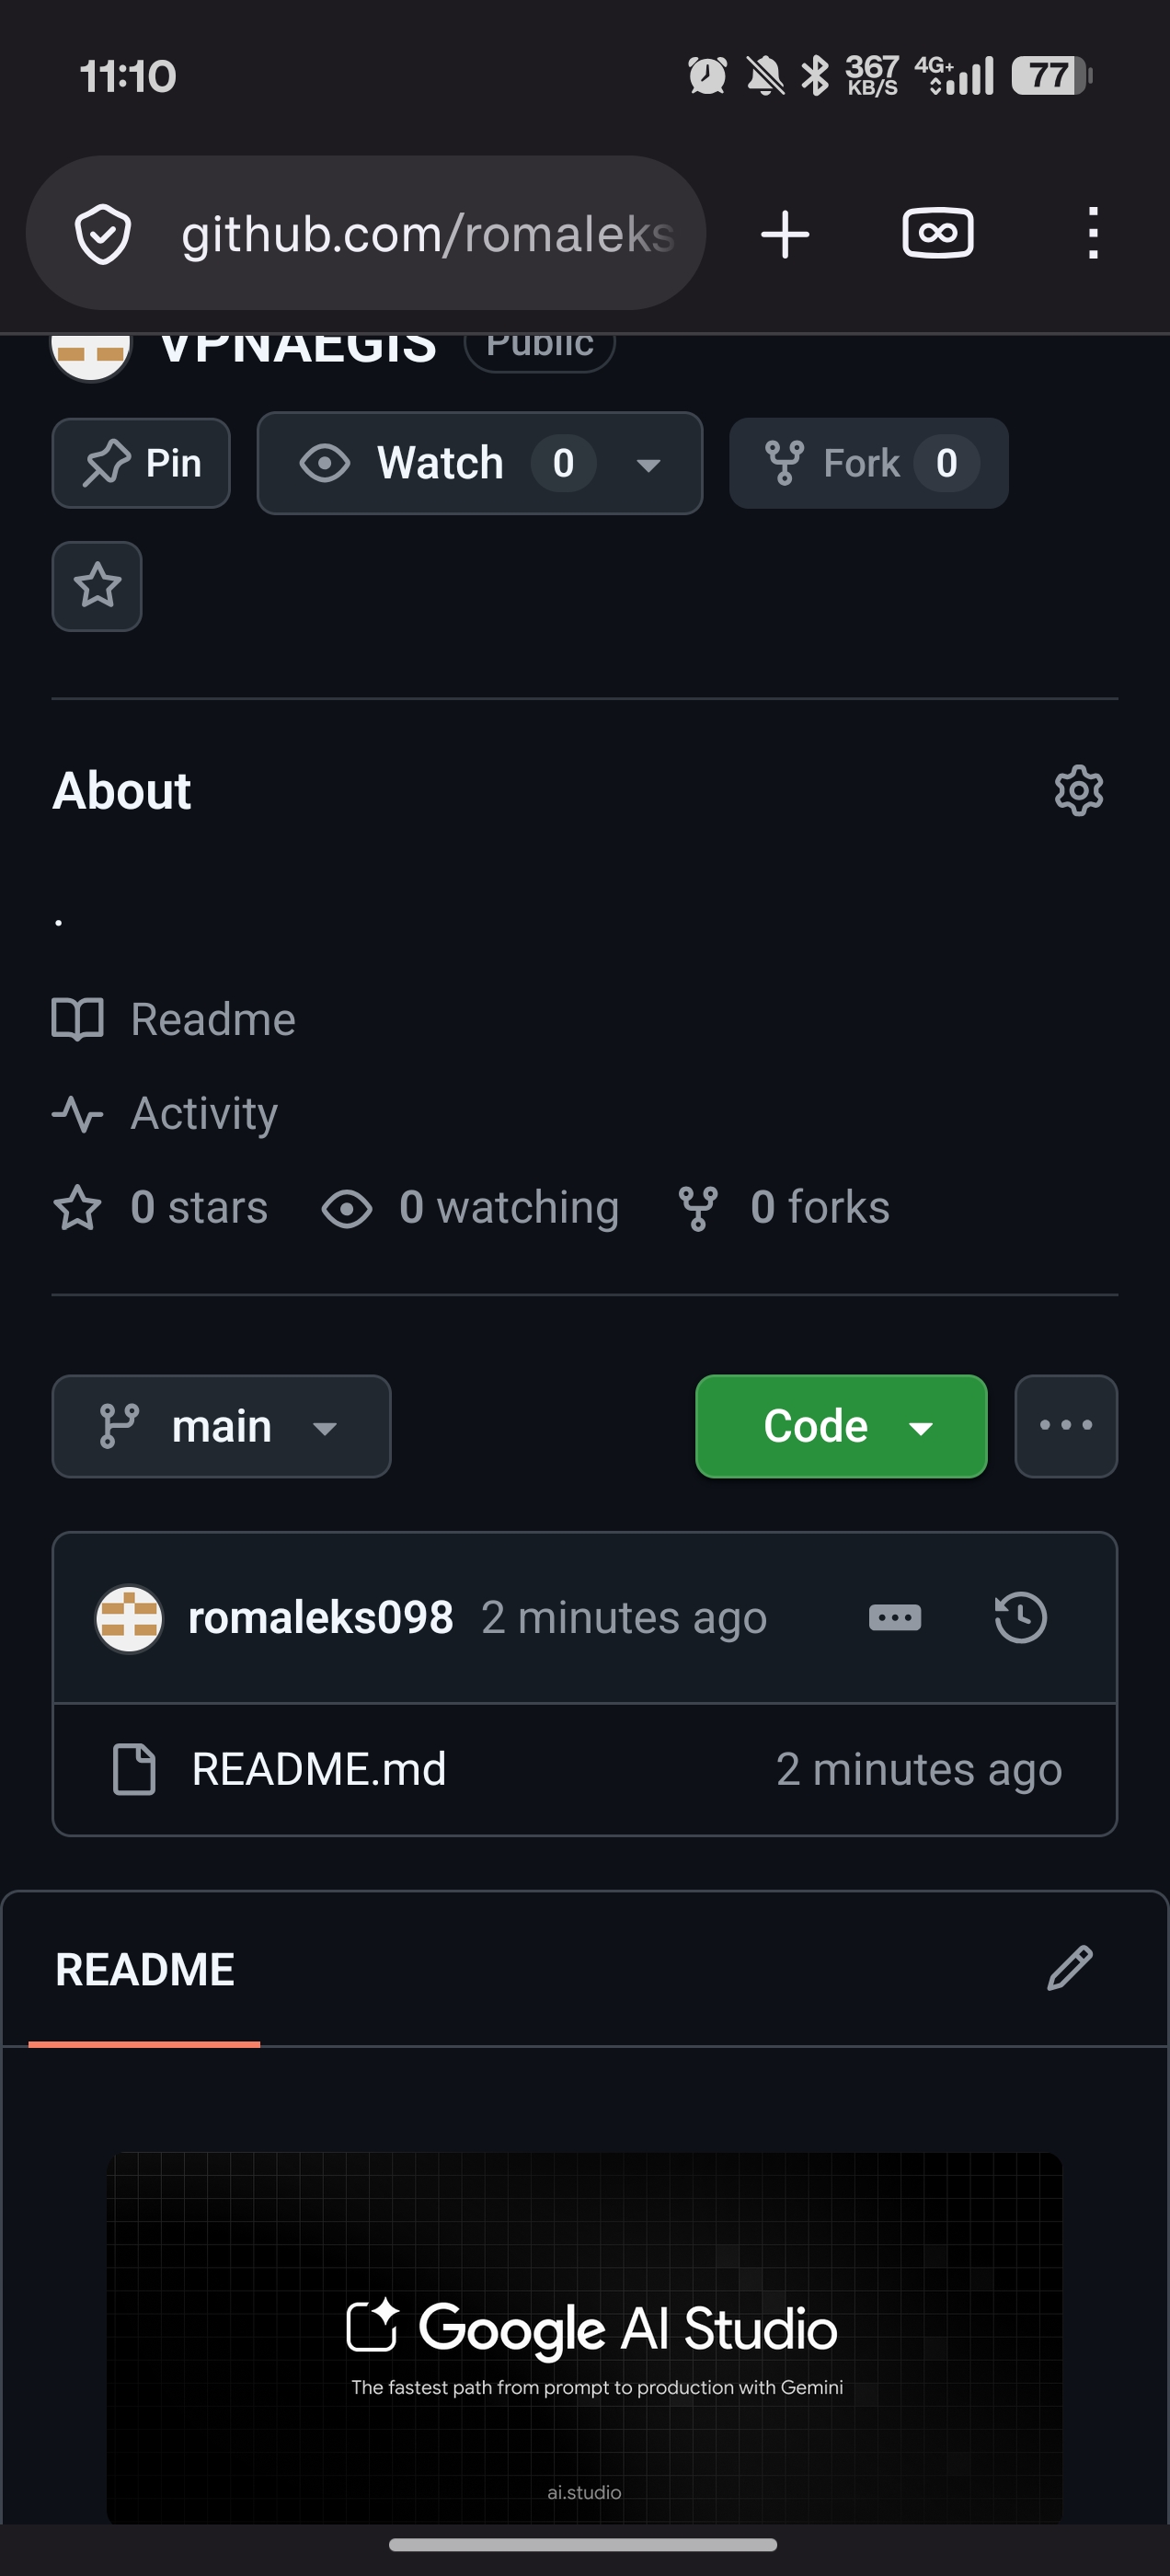 11:10
367
KB/S
4G+
77
github.com/romaleks
VPNAEGIS Public
Pin
Watch 0
Fork 0
About
.
Readme
Activity
0 stars 0 watching 0 forks
main
Code
romaleks098 2 minutes ago
README.md 2 minutes ago
README
Google AI Studio
The fastest path from prompt to production with Gemini
ai.studio